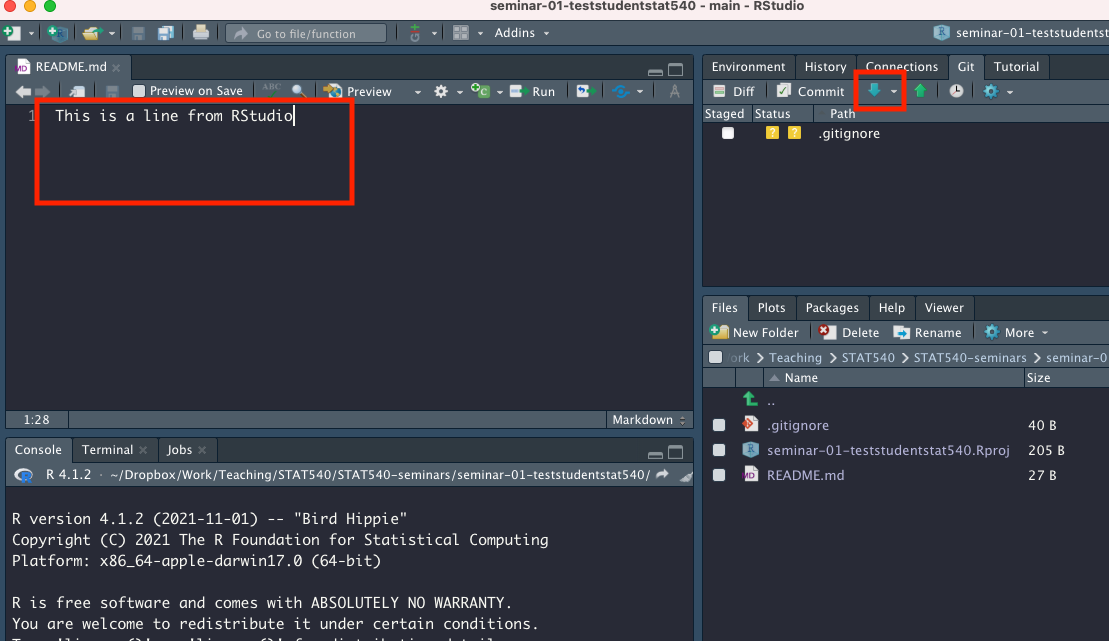 seminar-01-teststudentstat540 - main - RStudio
Go to file/function
Addins
seminar-01-teststudentst
README.md
Preview on Save
ABC
Preview
Run
1 This is a line from RStudio
1:28
Markdown
Environment
History
Connections
Git
Tutorial
Diff
Commit
Staged
Status
Path
? ? .gitignore
Files
Plots
Packages
Help
Viewer
New Folder
Delete
Rename
More
ork > Teaching > STAT540 > STAT540-seminars > seminar-0
Name
Size
..
.gitignore 40 B
seminar-01-teststudentstat540.Rproj 205 B
README.md 27 B
Console
Terminal
Jobs
R 4.1.2 · ~/Dropbox/Work/Teaching/STAT540/STAT540-seminars/seminar-01-teststudentstat540/
R version 4.1.2 (2021-11-01) -- "Bird Hippie"
Copyright (C) 2021 The R Foundation for Statistical Computing
Platform: x86_64-apple-darwin17.0 (64-bit)
R is free software and comes with ABSOLUTELY NO WARRANTY.
You are welcome to redistribute it under certain conditions.